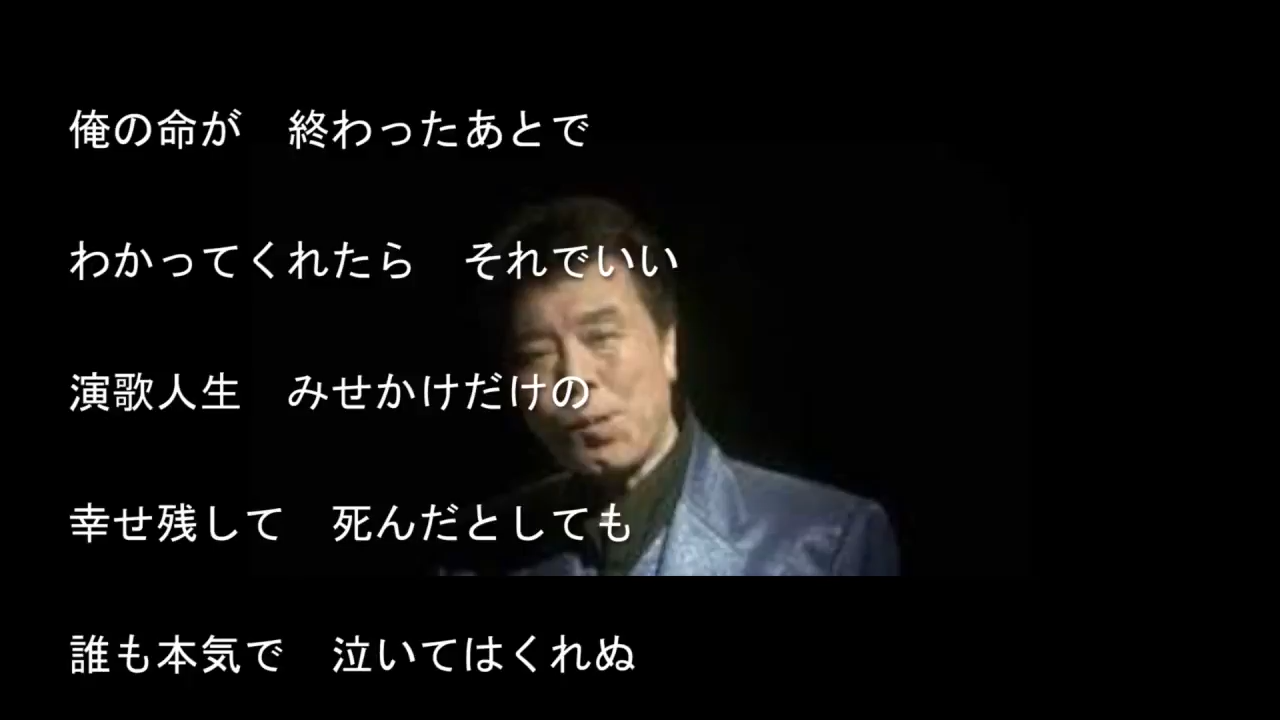 俺の命が　終わったあとで
わかってくれたら　それでいい
演歌人生　みせかけだけの
幸せ残して　死んだとしても
誰も本気で　泣いてはくれぬ